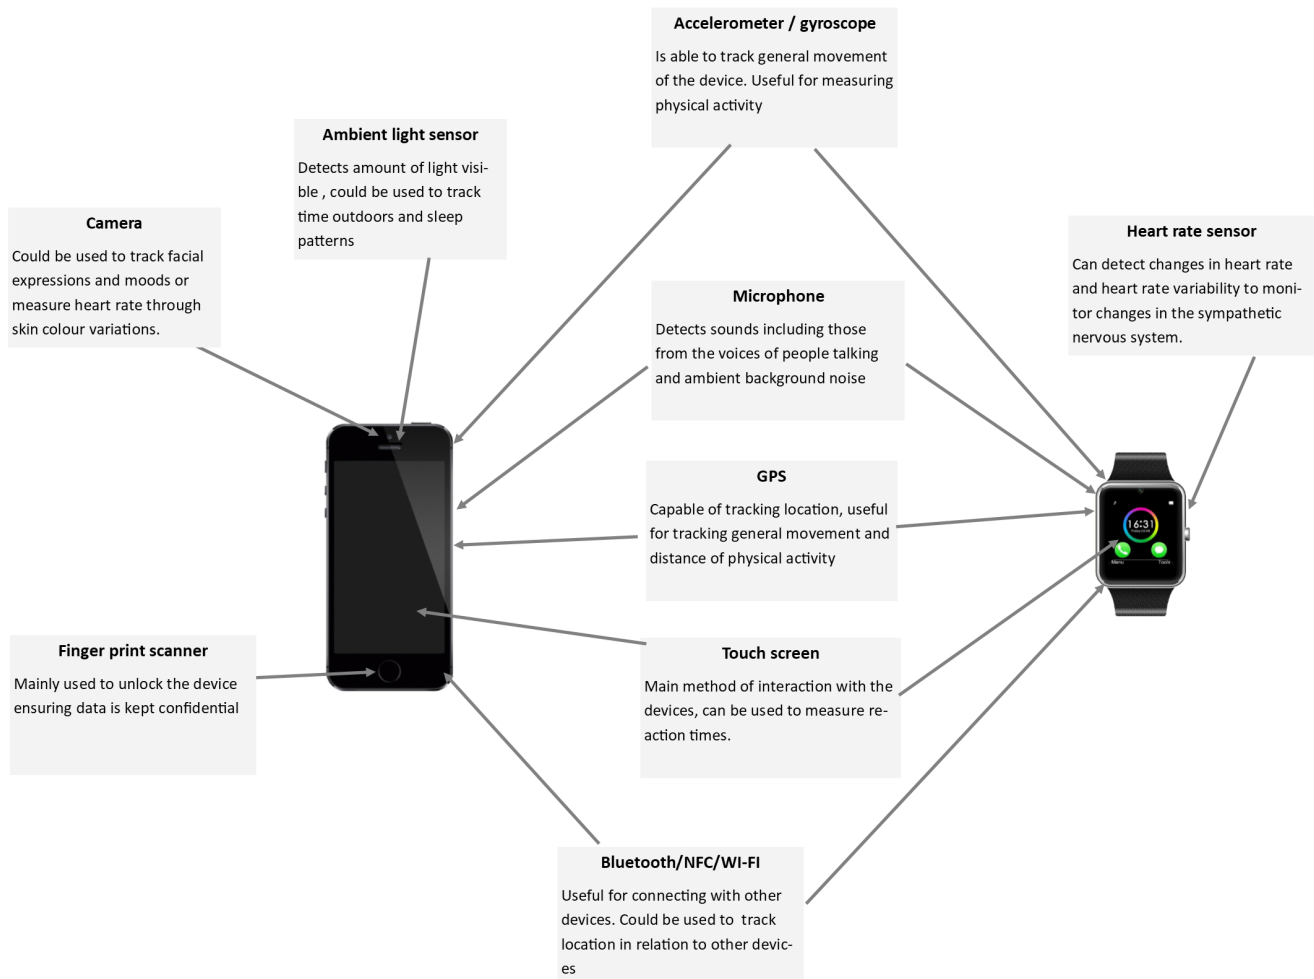 Accelerometer / gyroscope
Is able to track general movement
of the device. Useful for measuring
physical activity
Ambient light sensor
Detects amount of light visi-
ble , could be used to track
time outdoors and sleep
patterns
Camera
Could be used to track facial
expressions and moods or
measure heart rate through
skin colour variations.
Heart rate sensor
Can detect changes in heart rate
and heart rate variability to moni-
tor changes in the sympathetic
nervous system.
Microphone
Detects sounds including those
from the voices of people talking
and ambient background noise
GPS
Capable of tracking location, useful
for tracking general movement and
distance of physical activity
16:31
Menu
Tools
Finger print scanner
Mainly used to unlock the device
ensuring data is kept confidential
Touch screen
Main method of interaction with the
devices, can be used to measure re-
action times.
Bluetooth/NFC/WI-FI
Useful for connecting with other
devices. Could be used to  track
location in relation to other devic-
es